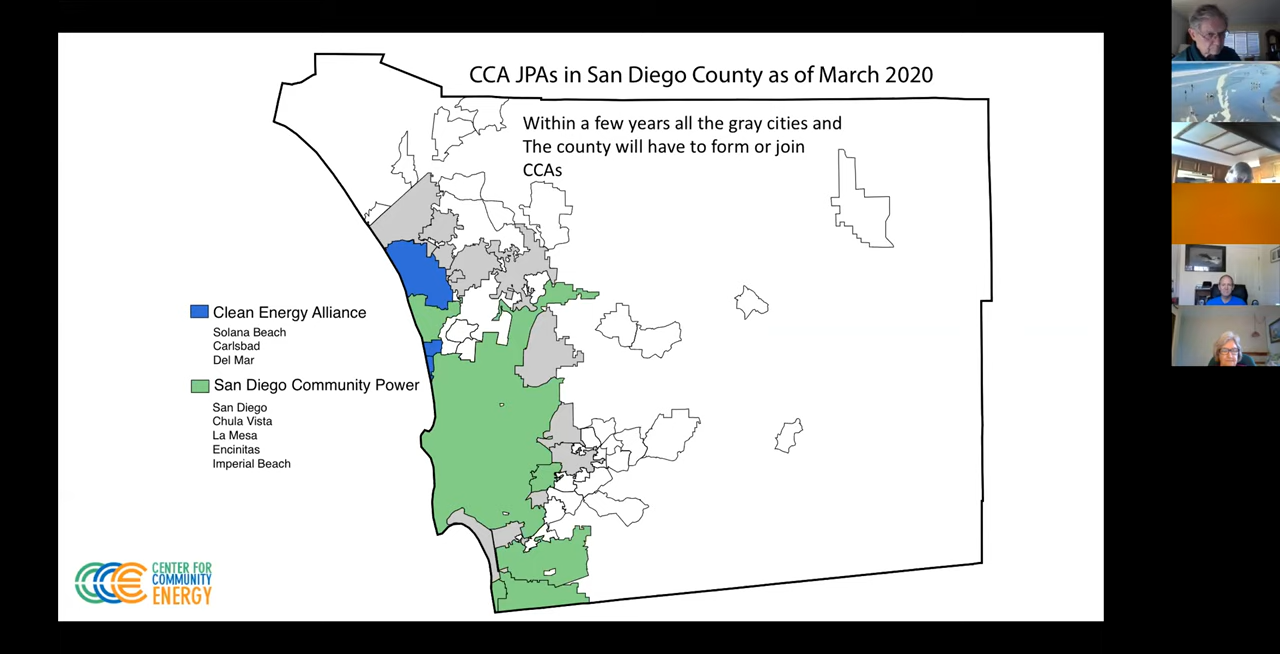 CCA JPAs in San Diego County as of March 2020
Within a few years all the gray cities and
The county will have to form or join
CCAs
Clean Energy Alliance
Solana Beach
Carlsbad
Del Mar
San Diego Community Power
San Diego
Chula Vista
La Mesa
Encinitas
Imperial Beach
CCE
CENTER FOR
COMMUNITY
ENERGY